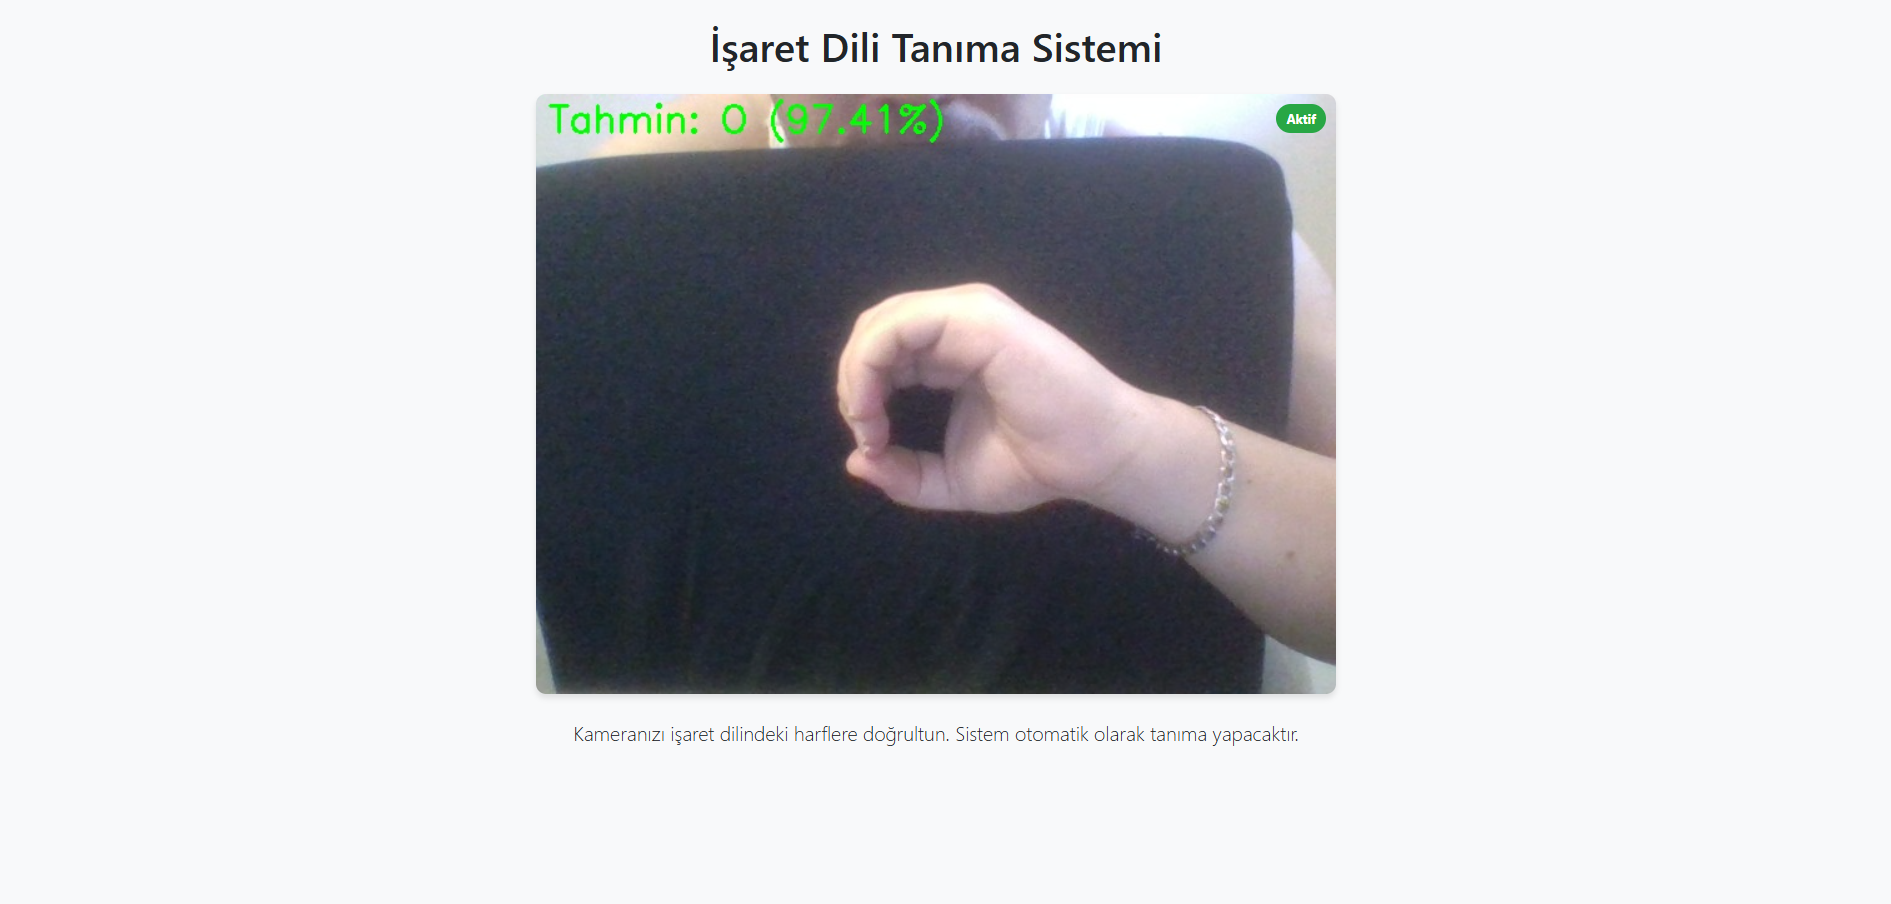 İşaret Dili Tanıma Sistemi
Tahmin: O (97.41%)
Aktif
Kameranızı işaret dilindeki harflere doğrultun. Sistem otomatik olarak tanıma yapacaktır.